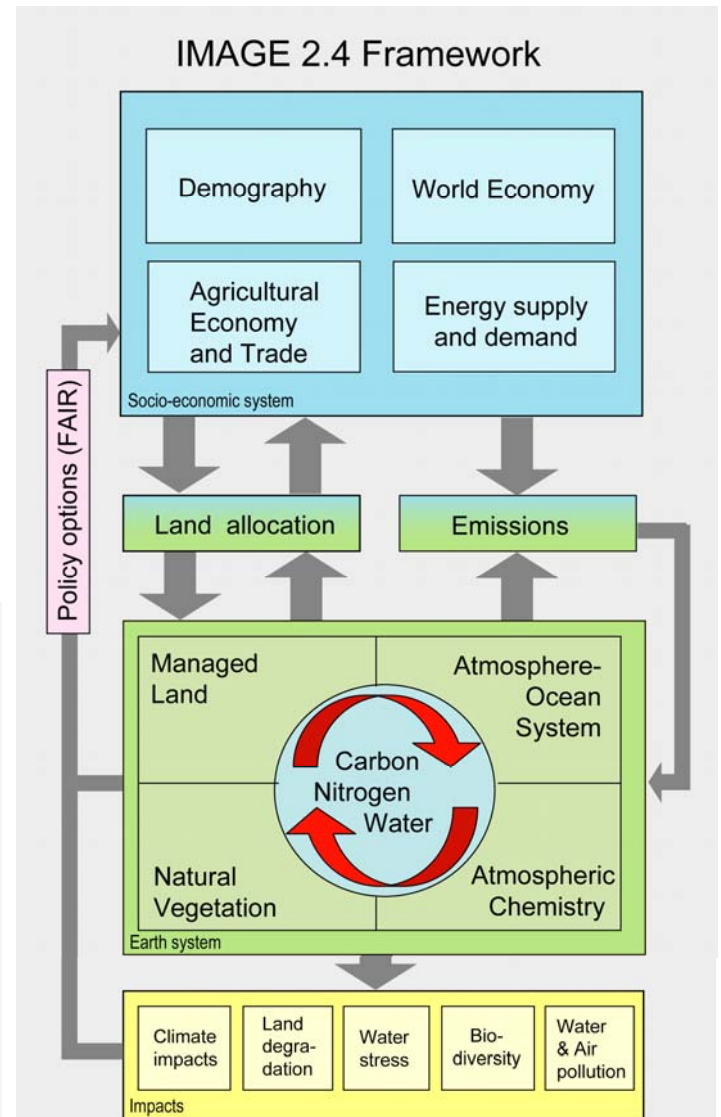 IMAGE 2.4 Framework
Demography
World Economy
Agricultural
Economy
and Trade
Energy supply
and demand
Socio-economic system
Policy options (FAIR)
Land allocation
Emissions
Managed
Land
Atmosphere-
Ocean
System
Carbon
Nitrogen
Water
Natural
Vegetation
Atmospheric
Chemistry
Earth system
Climate
impacts
Land
degra-
dation
Water
stress
Bio-
diversity
Water
& Air
pollution
Impacts